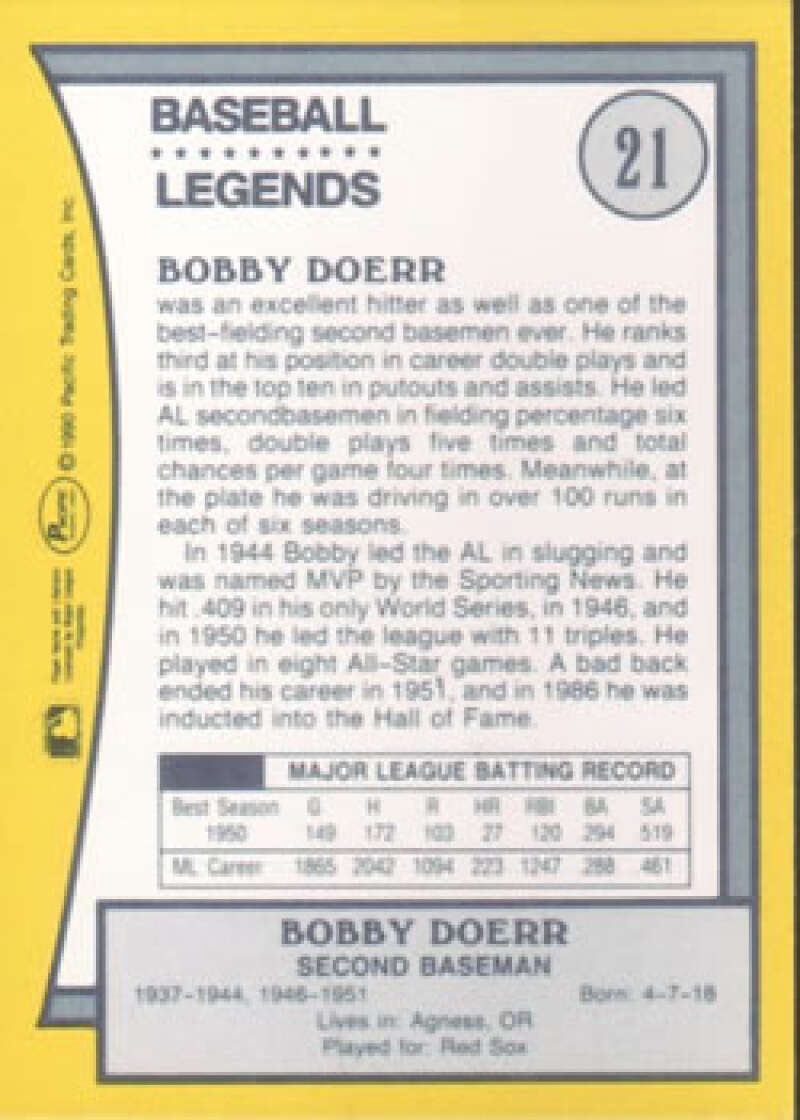 BASEBALL
LEGENDS
21
BOBBY DOERR
was an excellent hitter as well as one of the
best-fielding second basemen ever. He ranks
third at his position in career double plays and
is in the top ten in putouts and assists. He led
AL secondbasemen in fielding percentage six
times, double plays five times and total
chances per game four times. Meanwhile, at
the plate he was driving in over 100 runs in
each of six seasons.
In 1944 Bobby led the AL in slugging and
was named MVP by the Sporting News. He
hit .409 in his only World Series, in 1946, and
in 1950 he led the league with 11 triples. He
played in eight All-Star games. A bad back
ended his career in 1951, and in 1986 he was
inducted into the Hall of Fame.
MAJOR LEAGUE BATTING RECORD
Best Season G H R HR RBI BA SA
1950 149 172 103 27 120 294 519
ML Career 1865 2042 1094 223 1247 288 461
BOBBY DOERR
SECOND BASEMAN
1937-1944, 1946-1951 Born: 4-7-18
Lives in: Agness, OR
Played for: Red Sox
© 1990 Pacific Trading Cards, Inc.
PACIFIC